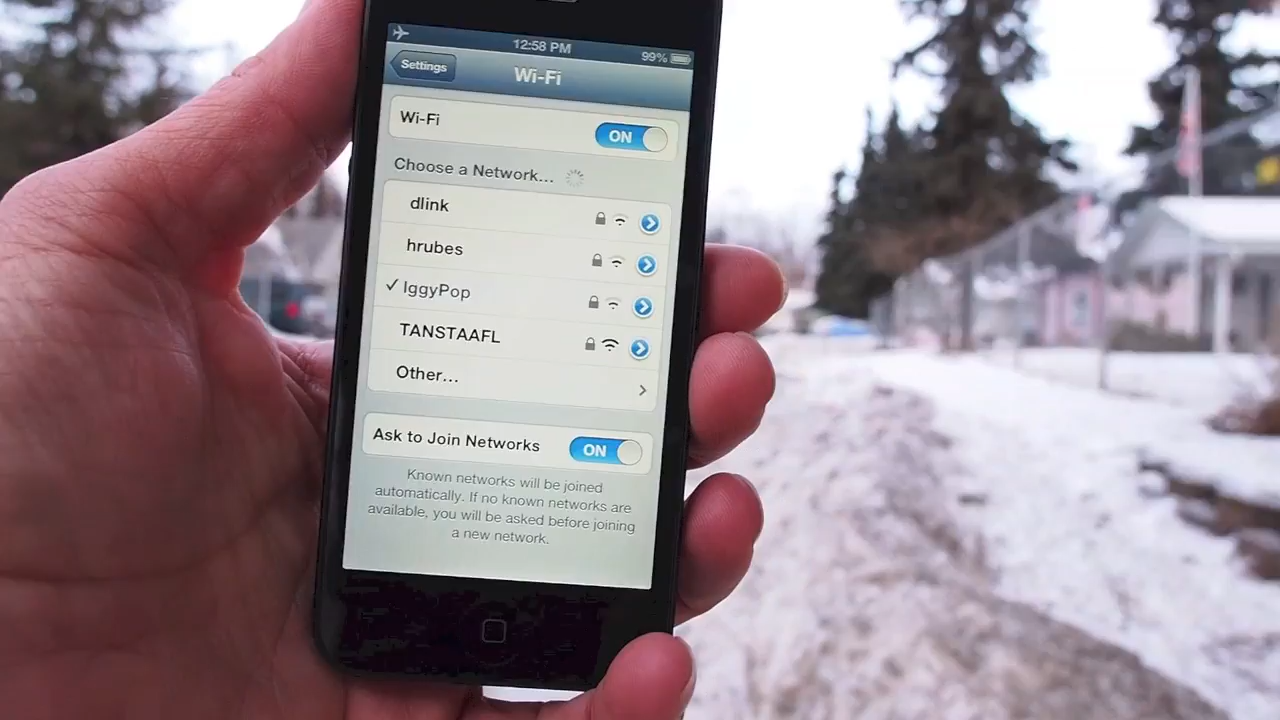 12:58 PM
99%
Settings
Wi-Fi
Wi-Fi
ON
Choose a Network...
dlink
hrubes
IggyPop
TANSTAAFL
Other...
Ask to Join Networks
ON
Known networks will be joined
automatically. If no known networks are
available, you will be asked before joining
a new network.